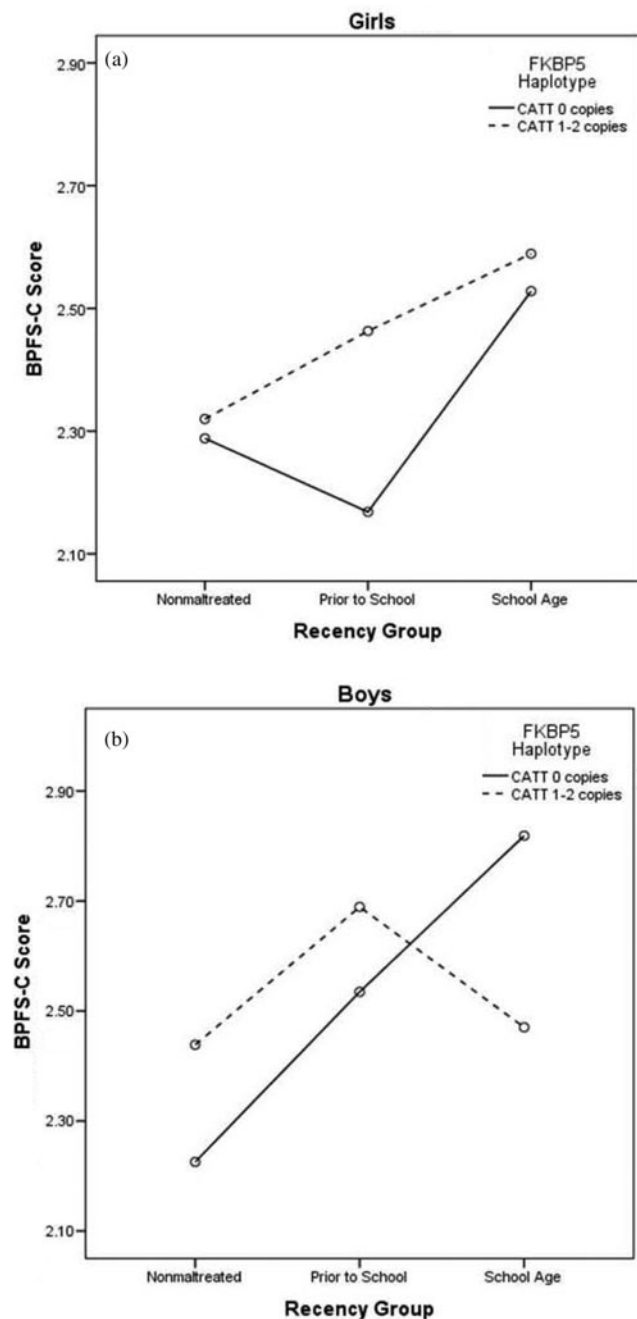 Girls
(a)
FKBP5
Haplotype
CATT 0 copies
CATT 1-2 copies
2.90
2.70
2.50
2.30
2.10
BPFS-C Score
Nonmaltreated
Prior to School
School Age
Recency Group
Boys
(b)
FKBP5
Haplotype
CATT 0 copies
CATT 1-2 copies
2.90
2.70
2.50
2.30
2.10
BPFS-C Score
Nonmaltreated
Prior to School
School Age
Recency Group